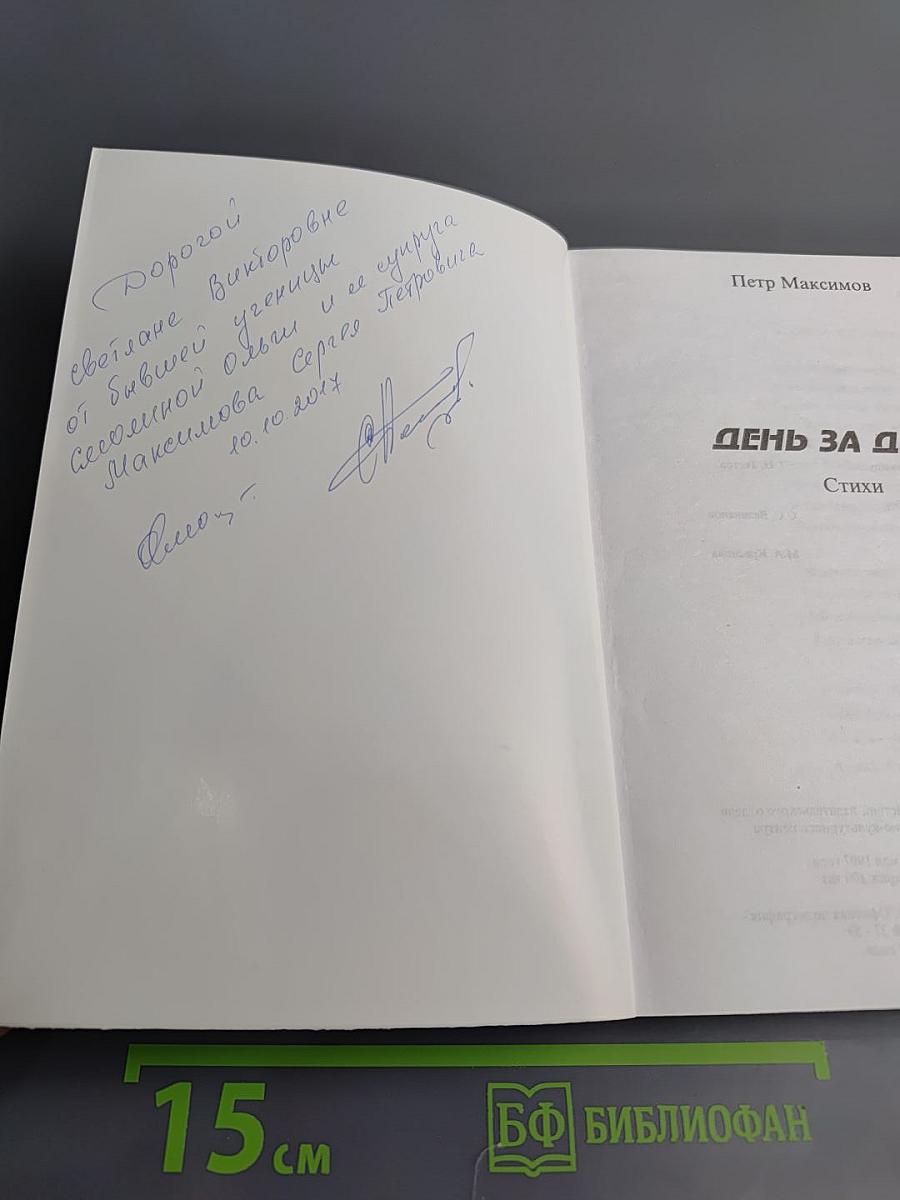 Дорогой
Светлане Викторовне
от бывшей ученицы
Смолиной Ольги и ее супруга
Максимова Сергея Петровича
10.10.2017
Петр Максимов
ДЕНЬ ЗА Д
Стихи
15 см
БФ БИБЛИОФАН